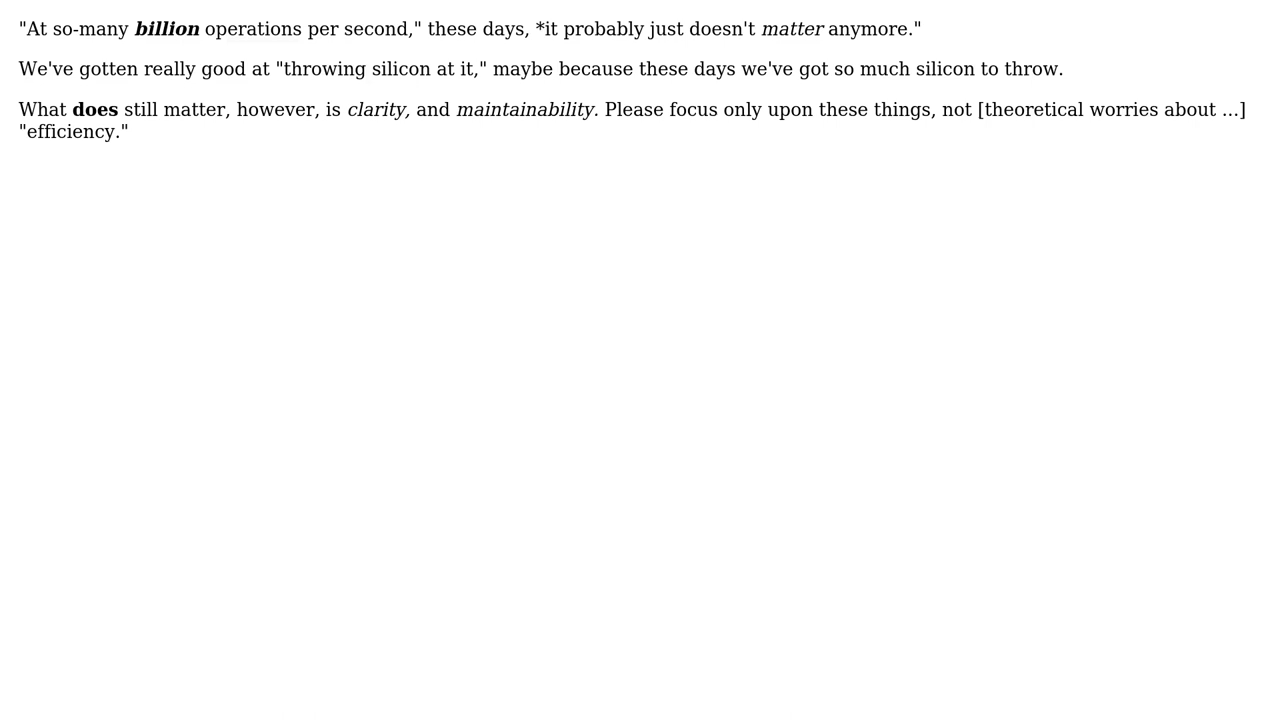 "At so-many billion operations per second," these days, *it probably just doesn't matter anymore."
We've gotten really good at "throwing silicon at it," maybe because these days we've got so much silicon to throw.
What does still matter, however, is clarity, and maintainability. Please focus only upon these things, not [theoretical worries about ...]
"efficiency."